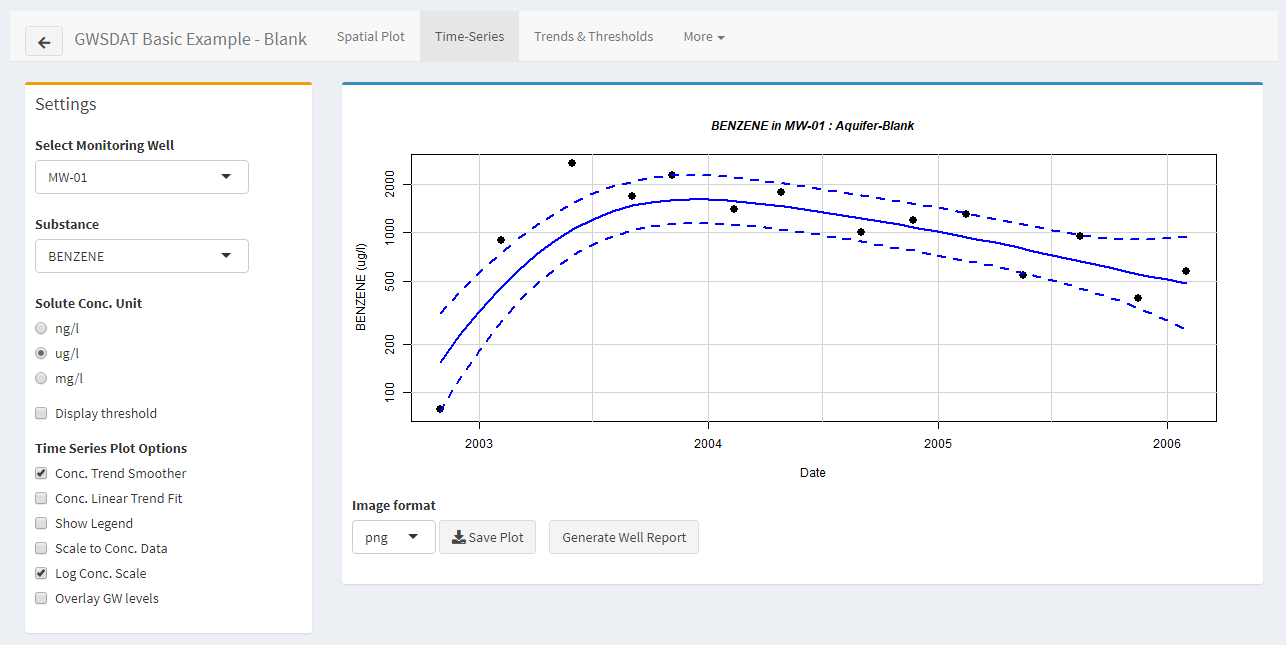 GWSDAT Basic Example - Blank
Spatial Plot
Time-Series
Trends & Thresholds
More
Settings
Select Monitoring Well
MW-01
Substance
BENZENE
Solute Conc. Unit
ng/l
ug/l
mg/l
Display threshold
Time Series Plot Options
Conc. Trend Smoother
Conc. Linear Trend Fit
Show Legend
Scale to Conc. Data
Log Conc. Scale
Overlay GW levels
BENZENE in MW-01 : Aquifer-Blank
BENZENE (ug/l)
2000
1000
500
200
100
2003
2004
2005
2006
Date
Image format
png
Save Plot
Generate Well Report